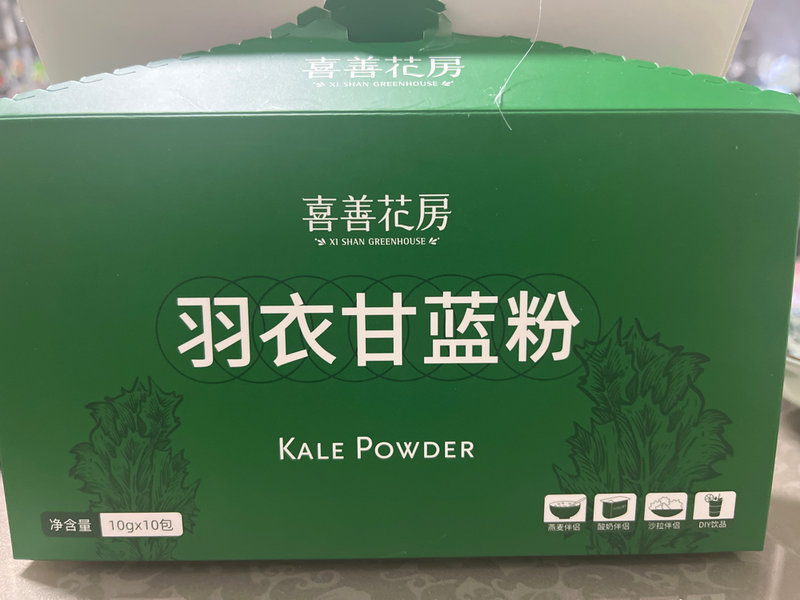 喜善花房
XI SHAN GREENHOUSE
喜善花房
XI SHAN GREENHOUSE
羽衣甘蓝粉
KALE POWDER
净含量 10gx10包
燕麦伴侣 酸奶伴侣 沙拉伴侣 DIY饮品